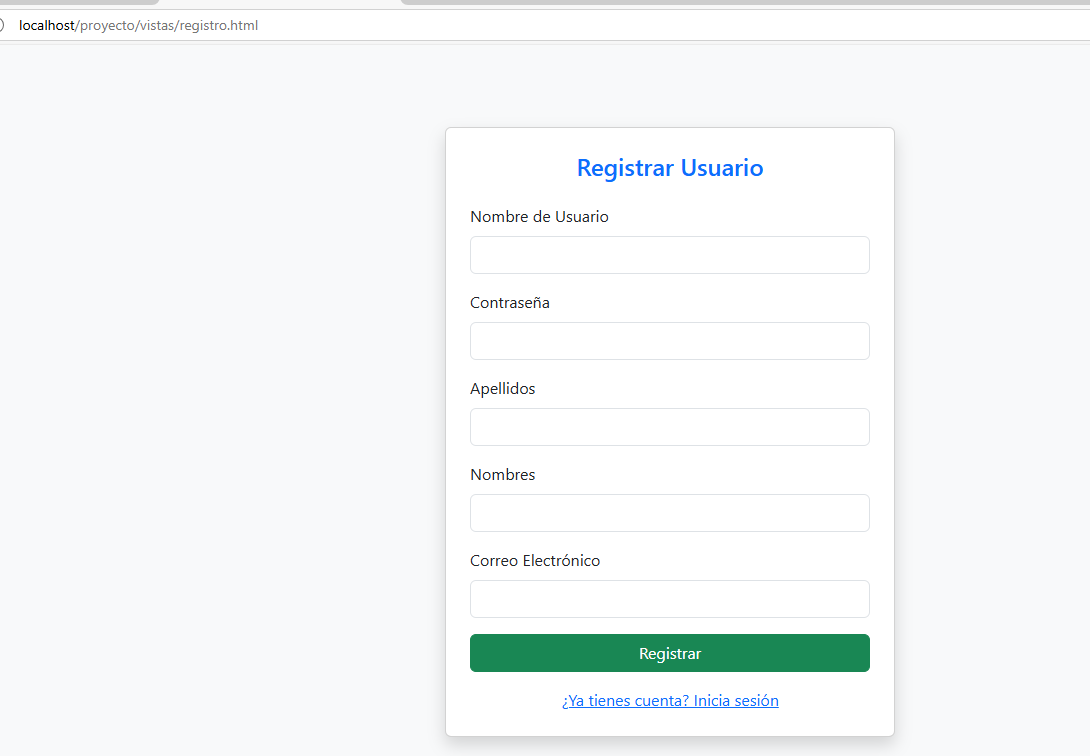 localhost/proyecto/vistas/registro.html
Registrar Usuario
Nombre de Usuario
Contraseña
Apellidos
Nombres
Correo Electrónico
Registrar
¿Ya tienes cuenta? Inicia sesión